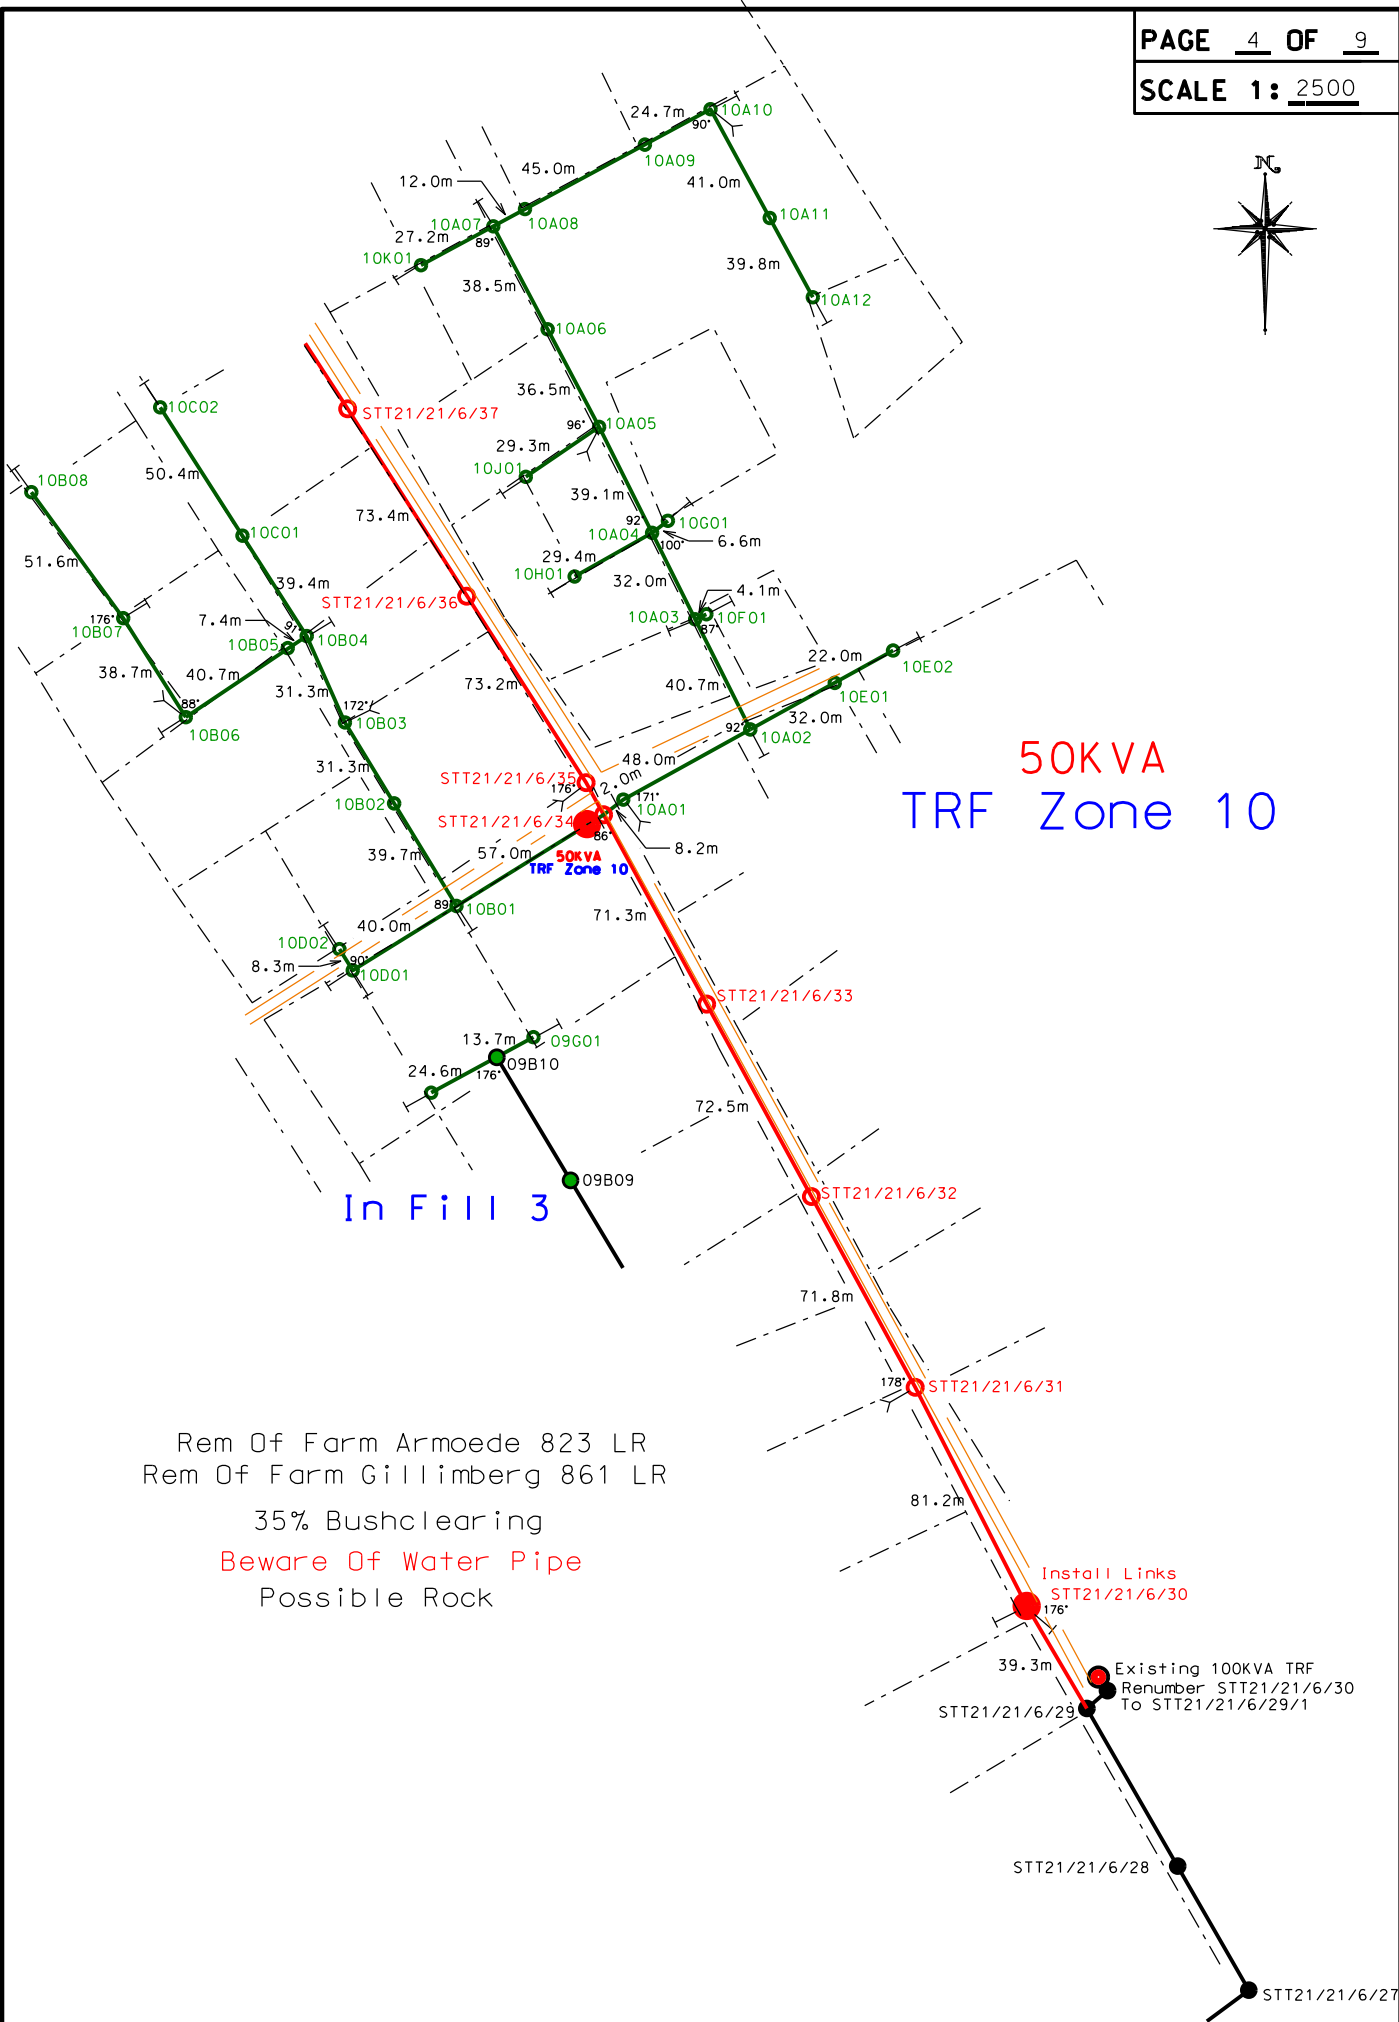 PAGE 4 OF 9
SCALE 1: 2500
N
10A10
24.7m
90°
10A09
45.0m
12.0m
41.0m
10A07
10A08
10A11
27.2m
89°
10K01
39.8m
38.5m
10A12
10A06
36.5m
10C02
STT21/21/6/37
96°
10A05
29.3m
10J01
50.4m
10B08
39.1m
73.4m
92°
10G01
10C01
10A04
100°
6.6m
51.6m
29.4m
10H01
39.4m
32.0m
4.1m
STT21/21/6/36
7.4m
176°
10B07
91°
10B04
10A03
10F01
87°
10B05
22.0m
10E02
38.7m
40.7m
31.3m
73.2m
40.7m
88°
172°
10B03
32.0m
10E01
10B06
92°
10A02
48.0m
50KVA
31.3m
STT21/21/6/35
2.0m
176°
10B02
171°
10A01
TRF Zone 10
STT21/21/6/34
86°
8.2m
39.7m
57.0m
50KVA
TRF Zone 10
89°
10B01
71.3m
40.0m
10D02
8.3m
90°
10D01
STT21/21/6/33
13.7m
09G01
09B10
24.6m
176°
72.5m
09B09
STT21/21/6/32
In Fill 3
71.8m
178°
STT21/21/6/31
Rem Of Farm Armoede 823 LR
Rem Of Farm Gillimberg 861 LR
81.2m
35% Bushclearing
Beware Of Water Pipe
Possible Rock
Install Links
STT21/21/6/30
176°
39.3m
Existing 100KVA TRF
Renumber STT21/21/6/30
To STT21/21/6/29/1
STT21/21/6/29
STT21/21/6/28
STT21/21/6/27